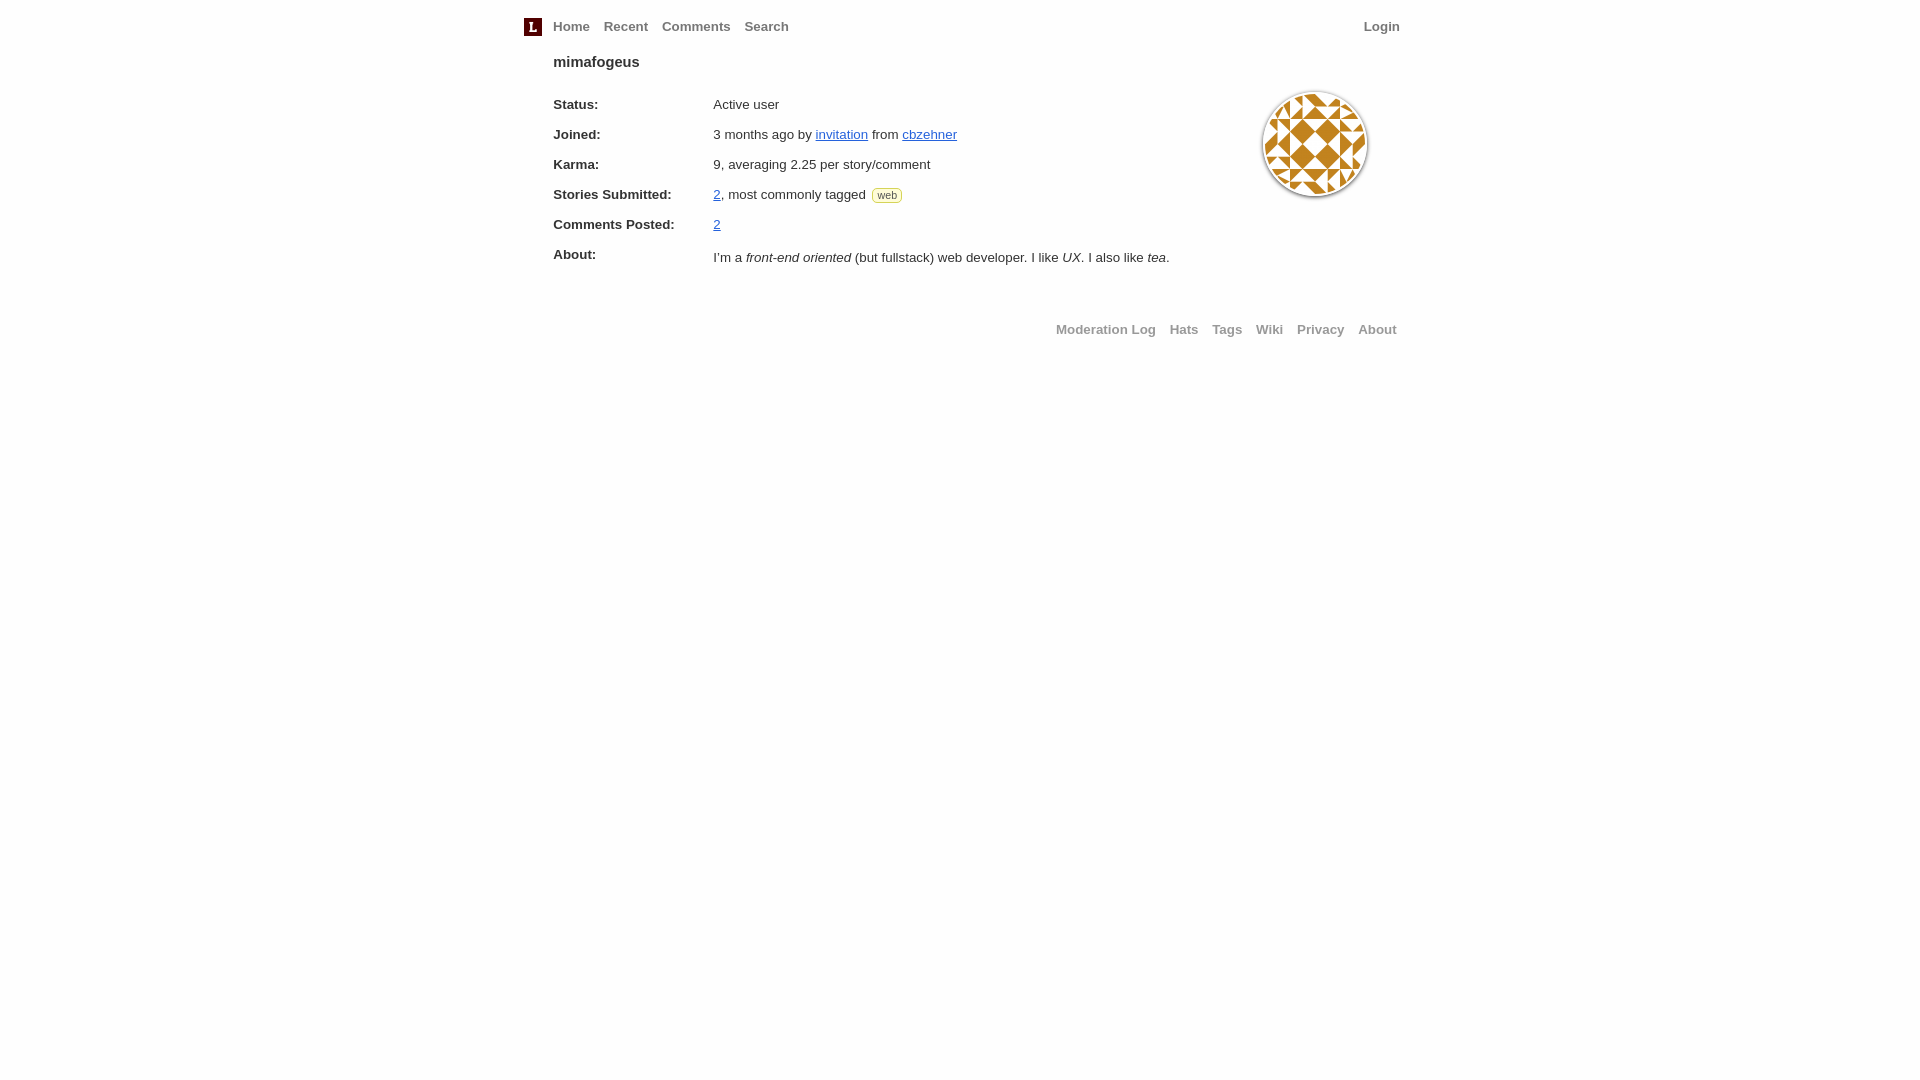 L Home Recent Comments Search Login
mimafogeus
Status: Active user
Joined: 3 months ago by invitation from cbzehner
Karma: 9, averaging 2.25 per story/comment
Stories Submitted: 2, most commonly tagged web
Comments Posted: 2
About: I’m a front-end oriented (but fullstack) web developer. I like UX. I also like tea.
Moderation Log Hats Tags Wiki Privacy About